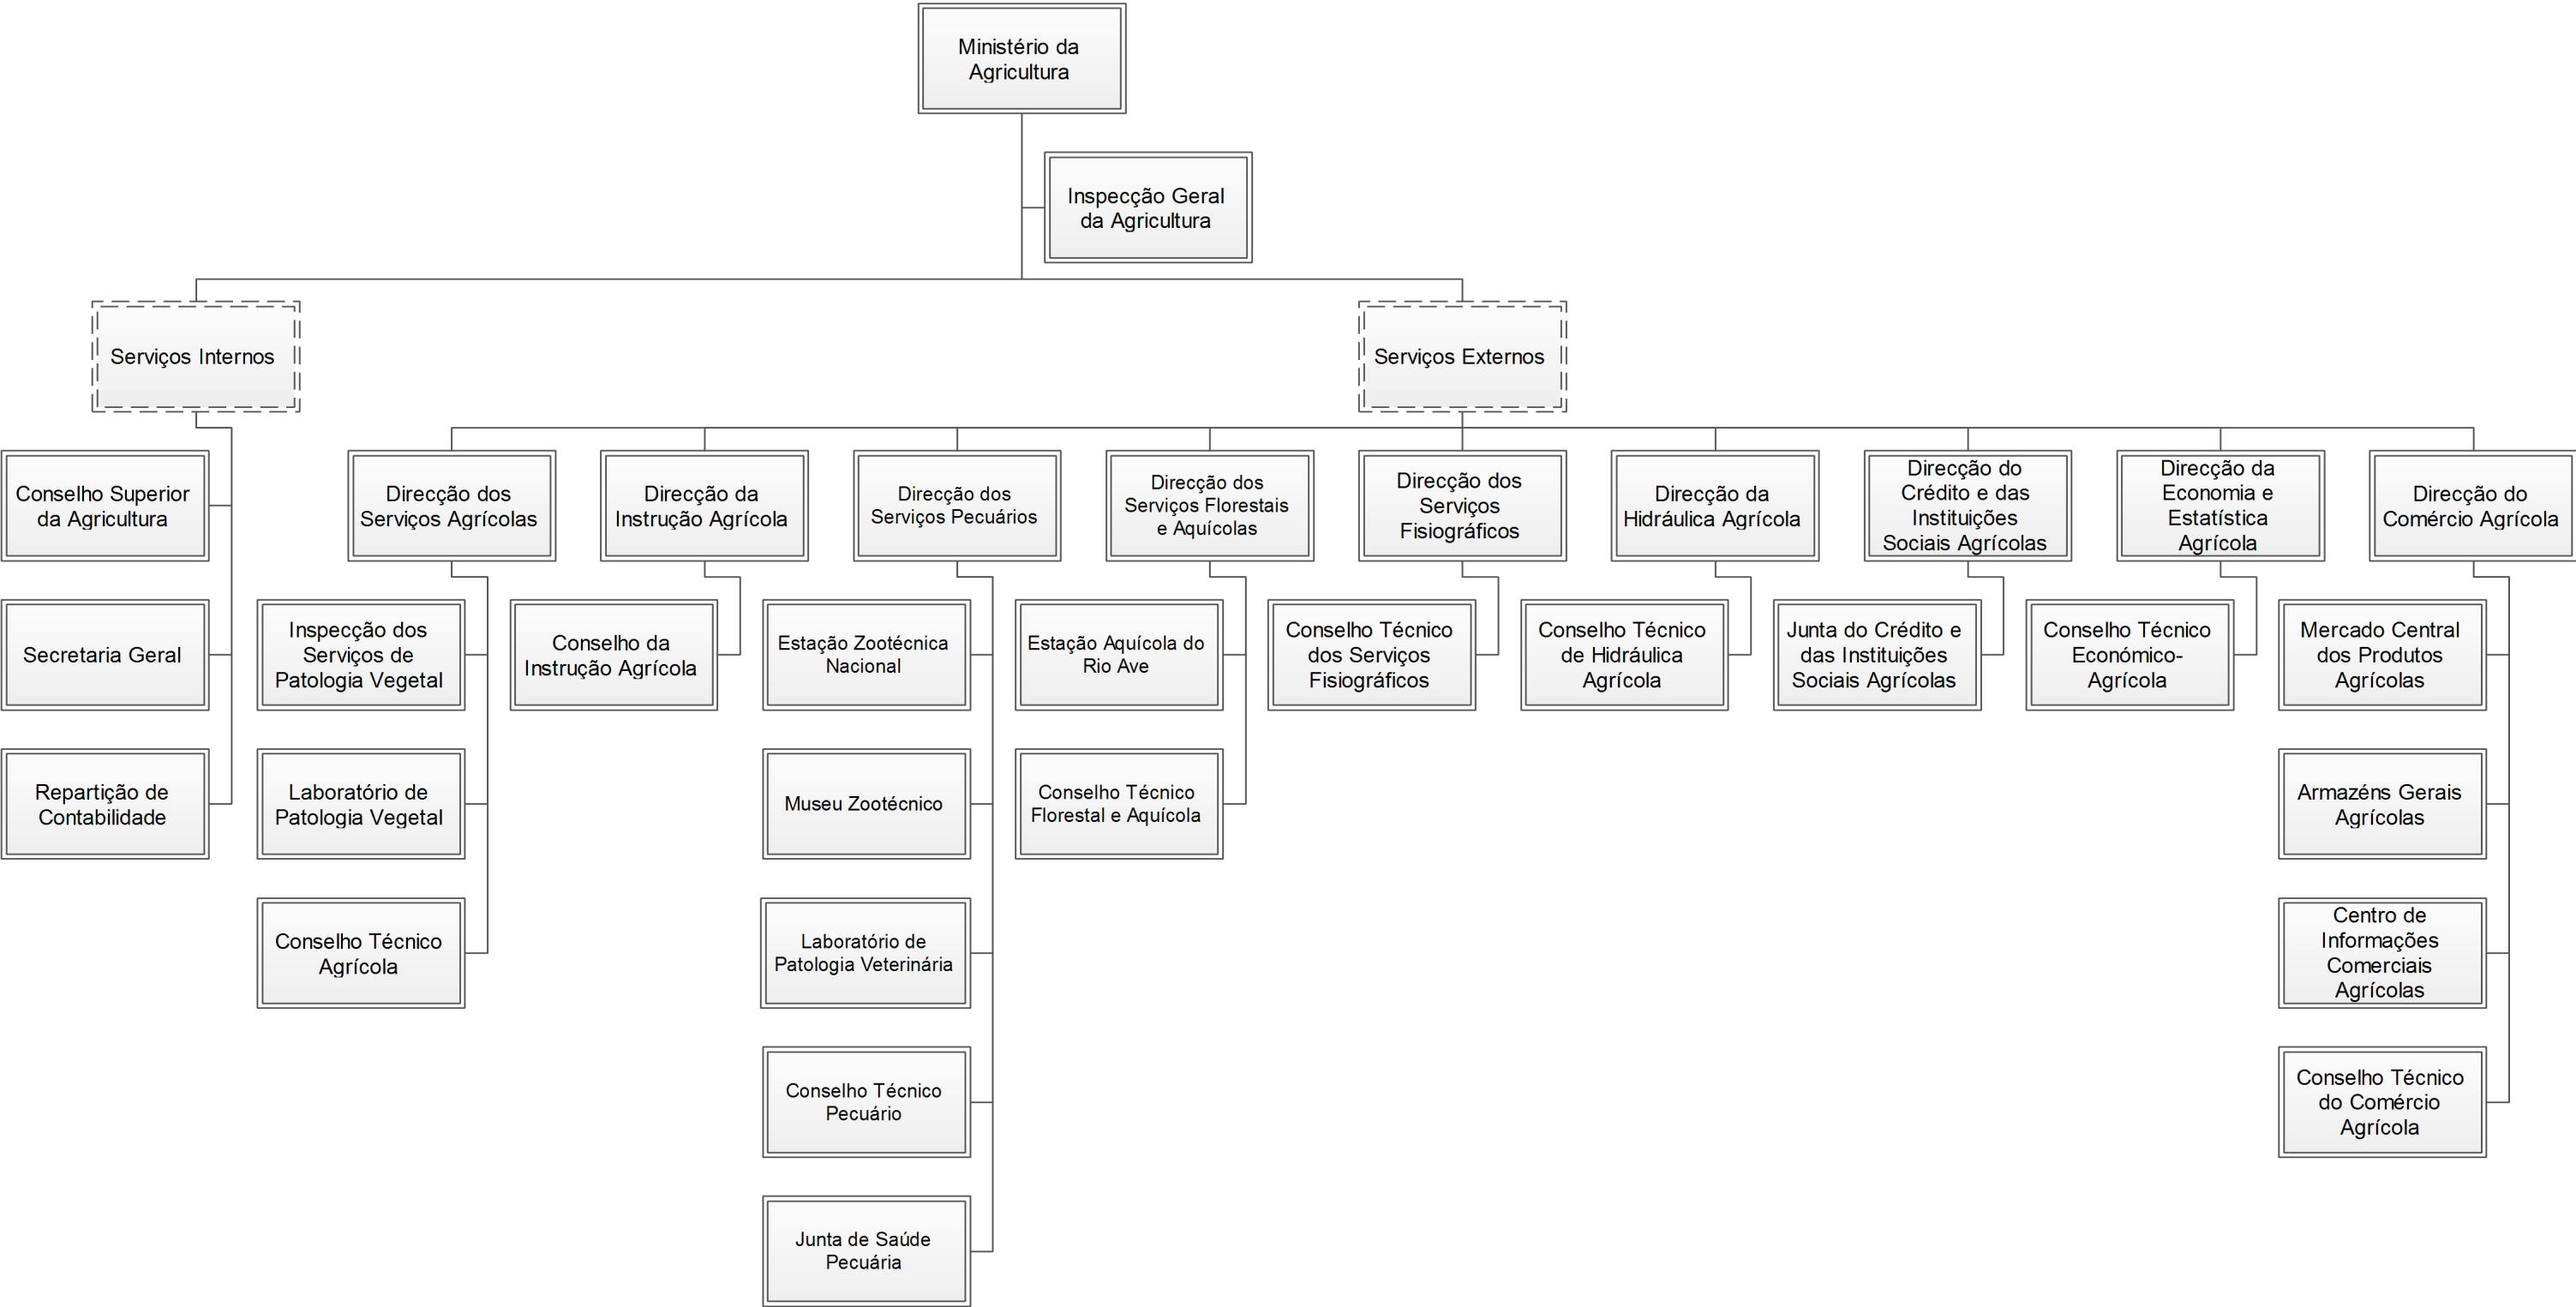 Ministério da
Agricultura
Inspecção Geral
da Agricultura
Serviços Internos
Serviços Externos
Conselho Superior
da Agricultura
Direcção dos
Serviços Agrícolas
Direcção da
Instrução Agrícola
Direcção dos
Serviços Pecuários
Direcção dos
Serviços Florestais
e Aquícolas
Direcção dos
Serviços
Fisiográficos
Direcção da
Hidráulica Agrícola
Direcção do
Crédito e das
Instituições
Sociais Agrícolas
Direcção da
Economia e
Estatística
Agrícola
Direcção do
Comércio Agrícola
Secretaria Geral
Inspecção dos
Serviços de
Patologia Vegetal
Conselho da
Instrução Agrícola
Estação Zootécnica
Nacional
Estação Aquícola do
Rio Ave
Conselho Técnico
dos Serviços
Fisiográficos
Conselho Técnico
de Hidráulica
Agrícola
Junta do Crédito e
das Instituições
Sociais Agrícolas
Conselho Técnico
Económico-
Agrícola
Mercado Central
dos Produtos
Agrícolas
Repartição de
Contabilidade
Laboratório de
Patologia Vegetal
Museu Zootécnico
Conselho Técnico
Florestal e Aquícola
Armazéns Gerais
Agrícolas
Conselho Técnico
Agrícola
Laboratório de
Patologia Veterinária
Centro de
Informações
Comerciais
Agrícolas
Conselho Técnico
Pecuário
Conselho Técnico
do Comércio
Agrícola
Junta de Saúde
Pecuária